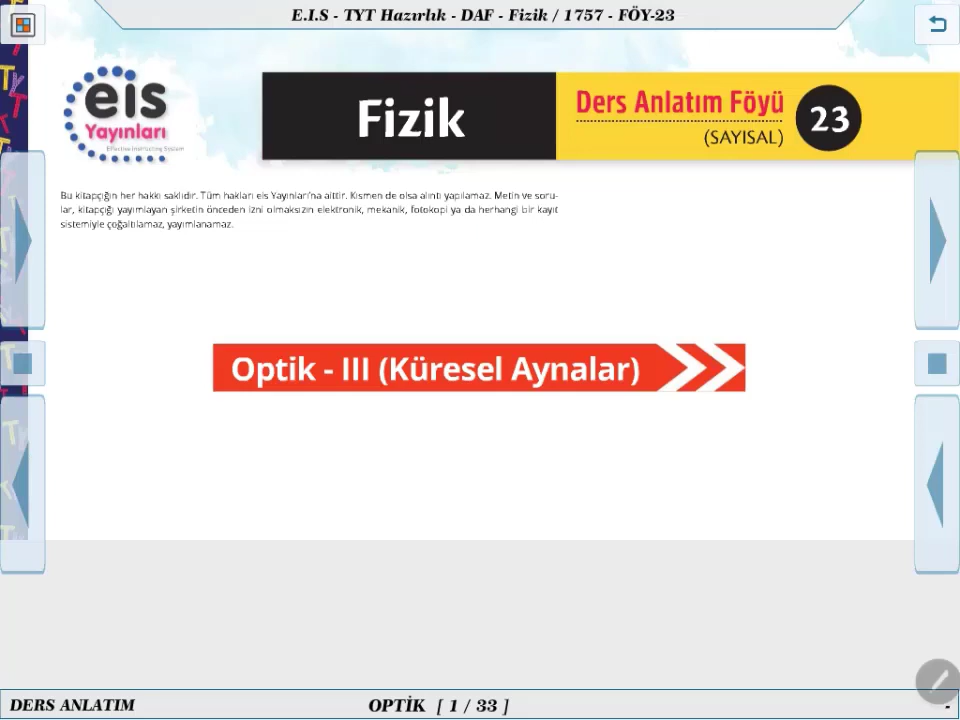 E.I.S - TYT Hazırlık - DAF - Fizik / 1757 - FÖY-23
eis
Yayınları
Effective Instructing System
Fizik
Ders Anlatım Föyü
(SAYISAL)
23
Bu kitapçığın her hakkı saklıdır. Tüm hakları eis Yayınları'na aittir. Kısmen de olsa alıntı yapılamaz. Metin ve soru-
lar, kitapçığı yayımlayan şirketin önceden izni olmaksızın elektronik, mekanik, fotokopi ya da herhangi bir kayıt
sistemiyle çoğaltılamaz, yayımlanamaz.
Optik - III (Küresel Aynalar)
DERS ANLATIM
OPTİK [ 1 / 33 ]
-